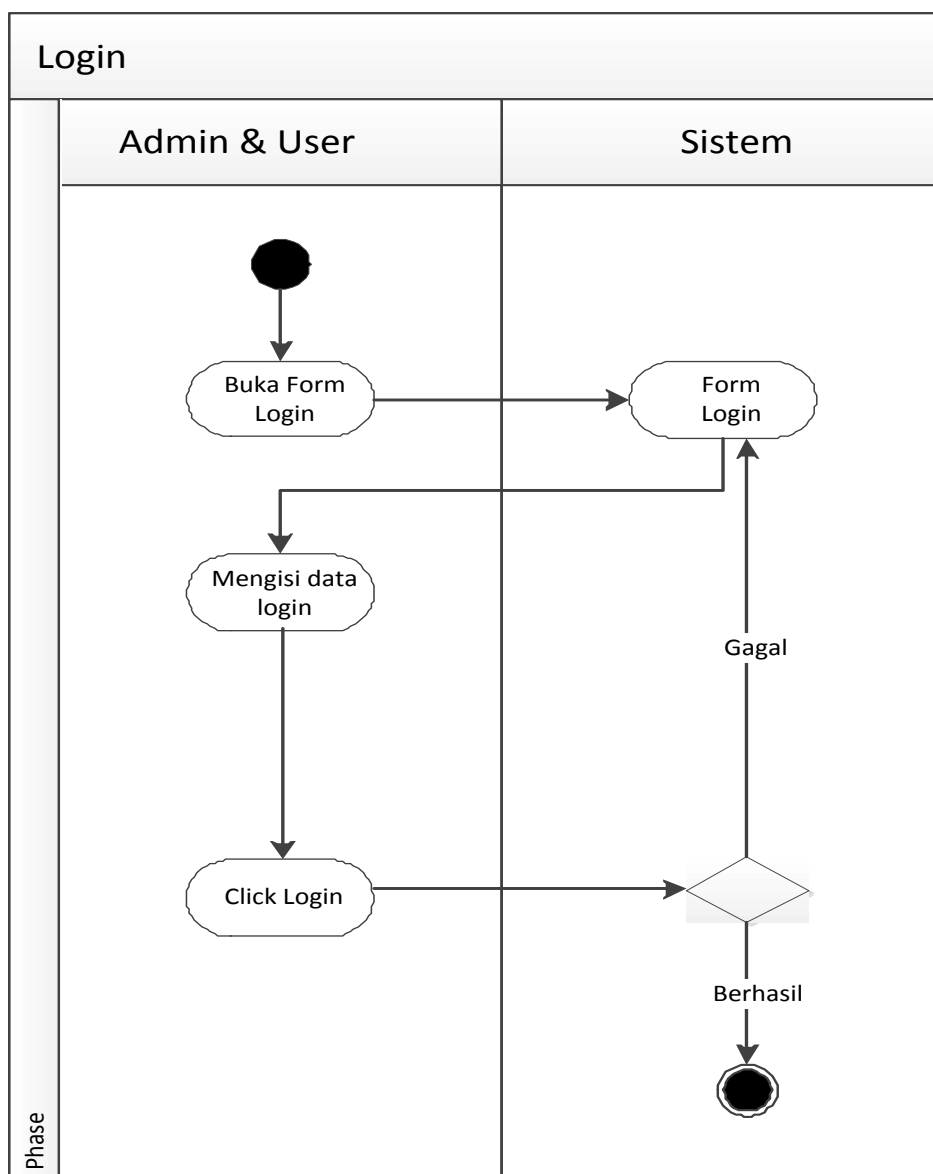 Login
Admin & User
Sistem
Buka Form
Login
Form
Login
Mengisi data
login
Gagal
Click Login
Berhasil
Phase